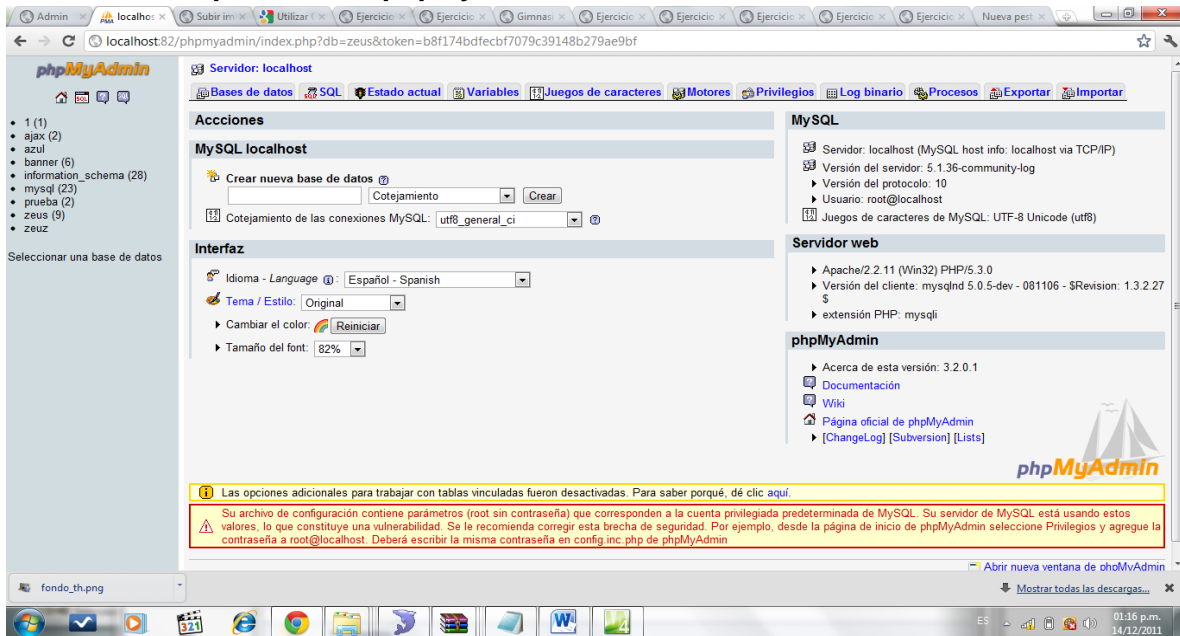 Admin
localhos
Subir im
Utilizar (
Ejercicio
Ejercicio
Gimnasi
Ejercicio
Ejercicio
Ejercicio
Ejercicio
Ejercicio
Nueva pest
localhost:82/phpmyadmin/index.php?db=zeus&token=b8f174bdfecbf7079c39148b279ae9bf
phpMyAdmin
1 (1)
ajax (2)
azul
banner (6)
information_schema (28)
mysql (23)
prueba (2)
zeus (9)
zeuz
Seleccionar una base de datos
Servidor: localhost
Bases de datos SQL Estado actual Variables Juegos de caracteres Motores Privilegios Log binario Procesos Exportar Importar
Accciones
MySQL localhost
Crear nueva base de datos
Cotejamiento Crear
Cotejamiento de las conexiones MySQL: utf8_general_ci
Interfaz
Idioma - Language : Español - Spanish
Tema / Estilo: Original
Cambiar el color: Reiniciar
Tamaño del font: 82%
MySQL
Servidor: localhost (MySQL host info: localhost via TCP/IP)
Versión del servidor: 5.1.36-community-log
Versión del protocolo: 10
Usuario: root@localhost
Juegos de caracteres de MySQL: UTF-8 Unicode (utf8)
Servidor web
Apache/2.2.11 (Win32) PHP/5.3.0
Versión del cliente: mysqlnd 5.0.5-dev - 081106 - $Revision: 1.3.2.27
$
extensión PHP: mysqli
phpMyAdmin
Acerca de esta versión: 3.2.0.1
Documentación
Wiki
Página oficial de phpMyAdmin
[ChangeLog] [Subversion] [Lists]
phpMyAdmin
Las opciones adicionales para trabajar con tablas vinculadas fueron desactivadas. Para saber porqué, dé clic aquí.
Su archivo de configuración contiene parámetros (root sin contraseña) que corresponden a la cuenta privilegiada predeterminada de MySQL. Su servidor de MySQL está usando estos
valores, lo que constituye una vulnerabilidad. Se le recomienda corregir esta brecha de seguridad. Por ejemplo, desde la página de inicio de phpMyAdmin seleccione Privilegios y agregue la
contraseña a root@localhost. Deberá escribir la misma contraseña en config.inc.php de phpMyAdmin
Abrir nueva ventana de phpMyAdmin
fondo_th.png
Mostrar todas las descargas...
ES
01:16 p.m.
14/12/2011